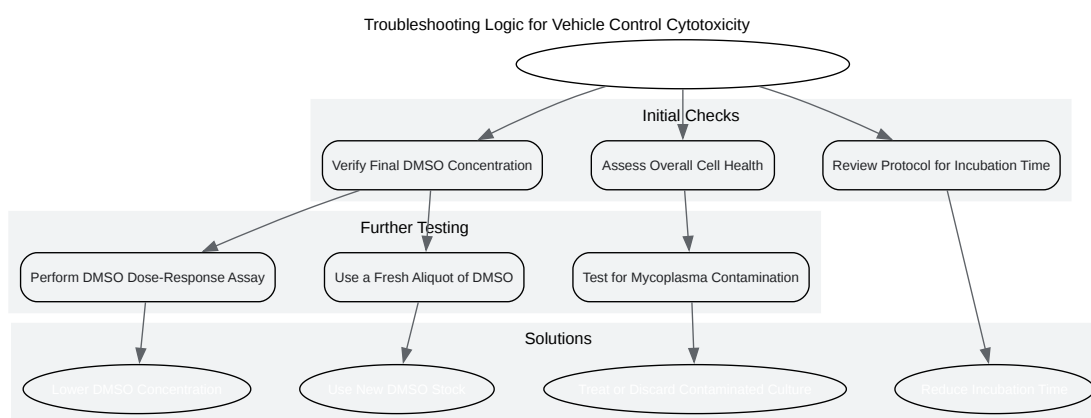 Troubleshooting Logic for Vehicle Control Cytotoxicity
Initial Checks
Verify Final DMSO Concentration
Assess Overall Cell Health
Review Protocol for Incubation Time
Further Testing
Perform DMSO Dose-Response Assay
Use a Fresh Aliquot of DMSO
Test for Mycoplasma Contamination
Solutions
Lower DMSO Concentration
Use New DMSO Stock
Treat or Discard Contaminated Culture
Reduce Incubation Time